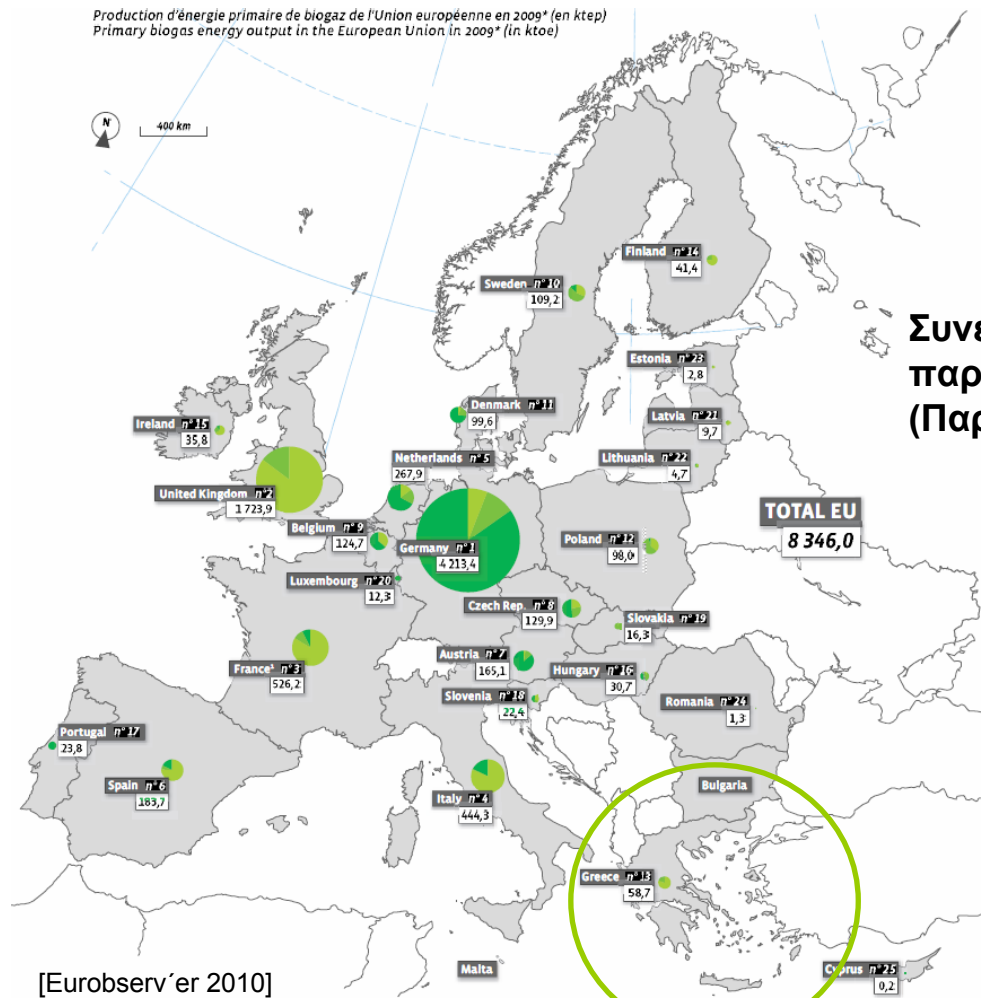 Production d'énergie primaire de biogaz de l'Union européenne en 2009* (en ktep)
Primary biogas energy output in the European Union in 2009* (in ktoe)
N
400 km
Finland n° 14
41,4
Sweden n° 10
109,2
Συνε
παρ
(Παρ
Estonia n° 23
2,8
Denmark n° 11
99,6
Latvia n° 21
9,7
Ireland n° 15
35,8
Netherlands n° 5
267,9
Lithuania n° 22
4,7
United Kingdom n° 2
1 723,9
TOTAL EU
8 346,0
Belgium n° 9
124,7
Germany n° 1
4 213,4
Poland n° 12
98,0
Luxembourg n° 20
12,3
Czech Rep. n° 8
129,9
Slovakia n° 19
16,3
Austria n° 7
165,1
France¹ n° 3
526,2
Hungary n° 16
30,7
Slovenia n° 18
22,4
Romania n° 24
1,3
Portugal n° 17
23,8
Spain n° 6
183,7
Italy n° 4
444,3
Bulgaria
Greece n° 13
58,7
Malta
Cyprus n° 25
0,2
[Eurobserv´er 2010]